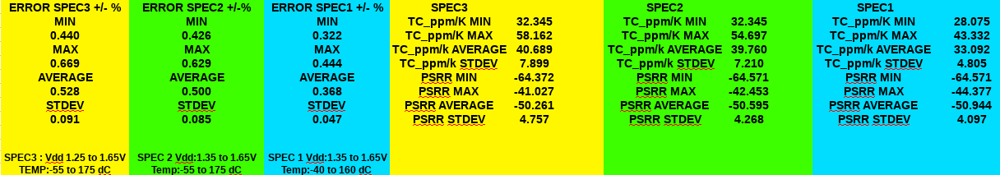 ERROR SPEC3 +/- %
MIN
0.440
MAX
0.669
AVERAGE
0.528
STDEV
0.091
SPEC3 : Vdd 1.25 to 1.65V
TEMP:-55 to 175 dC
ERROR SPEC2 +/-%
MIN
0.426
MAX
0.629
AVERAGE
0.500
STDEV
0.085
SPEC 2 Vdd:1.35 to 1.65V
Temp:-55 to 175 dC
ERROR SPEC1 +/- %
MIN
0.322
MAX
0.444
AVERAGE
0.368
STDEV
0.047
SPEC 1 Vdd:1.35 to 1.65V
Temp:-40 to 160 dC
SPEC3
TC_ppm/K MIN 32.345
TC_ppm/K MAX 58.162
TC_ppm/k AVERAGE 40.689
TC_ppm/k STDEV 7.899
PSRR MIN -64.372
PSRR MAX -41.027
PSRR AVERAGE -50.261
PSRR STDEV 4.757
SPEC2
TC_ppm/K MIN 32.345
TC_ppm/K MAX 54.697
TC_ppm/k AVERAGE 39.760
TC_ppm/k STDEV 7.210
PSRR MIN -64.571
PSRR MAX -42.453
PSRR AVERAGE -50.595
PSRR STDEV 4.268
SPEC1
TC_ppm/K MIN 28.075
TC_ppm/K MAX 43.332
TC_ppm/k AVERAGE 33.092
TC_ppm/k STDEV 4.805
PSRR MIN -64.571
PSRR MAX -44.377
PSRR AVERAGE -50.944
PSRR STDEV 4.097